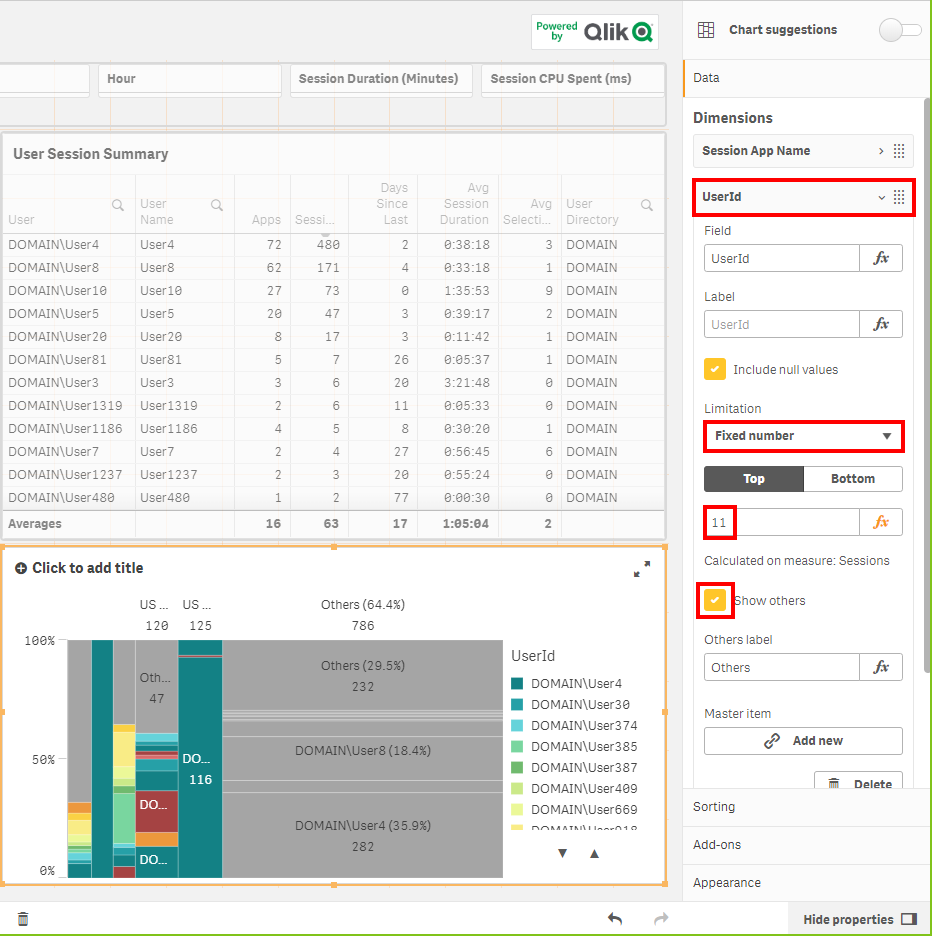 Powered by Qlik
Chart suggestions
Data
Hour
Session Duration (Minutes)
Session CPU Spent (ms)
User Session Summary
User
User Name
Apps
Sessi...
Days Since Last
Avg Session Duration
Avg Selecti...
User Directory
DOMAIN\User4 User4 72 480 2 0:38:18 3 DOMAIN
DOMAIN\User8 User8 62 171 4 0:33:18 1 DOMAIN
DOMAIN\User10 User10 27 73 0 1:35:53 9 DOMAIN
DOMAIN\User5 User5 20 47 3 0:39:17 2 DOMAIN
DOMAIN\User20 User20 8 17 3 0:11:42 1 DOMAIN
DOMAIN\User81 User81 5 7 26 0:05:37 1 DOMAIN
DOMAIN\User3 User3 3 6 20 3:21:48 0 DOMAIN
DOMAIN\User1319 User1319 2 6 11 0:05:33 0 DOMAIN
DOMAIN\User1186 User1186 4 5 8 0:30:20 1 DOMAIN
DOMAIN\User7 User7 2 4 27 0:56:45 6 DOMAIN
DOMAIN\User1237 User1237 2 3 20 0:55:24 0 DOMAIN
DOMAIN\User480 User480 1 2 77 0:00:30 0 DOMAIN
Averages 16 63 17 1:05:04 2
Click to add title
US ... US ... Others (64.4%)
120 125 786
100%
50%
0%
Oth...
47
DO...
DO...
DO...
116
Others (29.5%)
232
DOMAIN\User8 (18.4%)
DOMAIN\User4 (35.9%)
282
UserId
DOMAIN\User4
DOMAIN\User30
DOMAIN\User374
DOMAIN\User385
DOMAIN\User387
DOMAIN\User409
DOMAIN\User669
DOMAIN\User918
Dimensions
Session App Name
UserId
Field
UserId fx
Label
UserId fx
Include null values
Limitation
Fixed number
Top Bottom
11 fx
Calculated on measure: Sessions
Show others
Others label
Others fx
Master item
Add new
Delete
Sorting
Add-ons
Appearance
Hide properties